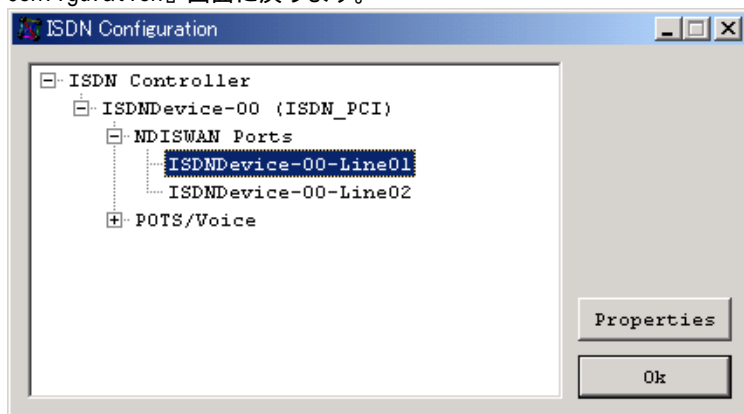 Configuration』画面に戻ります。
ISDN Configuration
ISDN Controller
ISDNDevice-00 (ISDN_PCI)
NDISWAN Ports
ISDNDevice-00-Line01
ISDNDevice-00-Line02
POTS/Voice
Properties
Ok